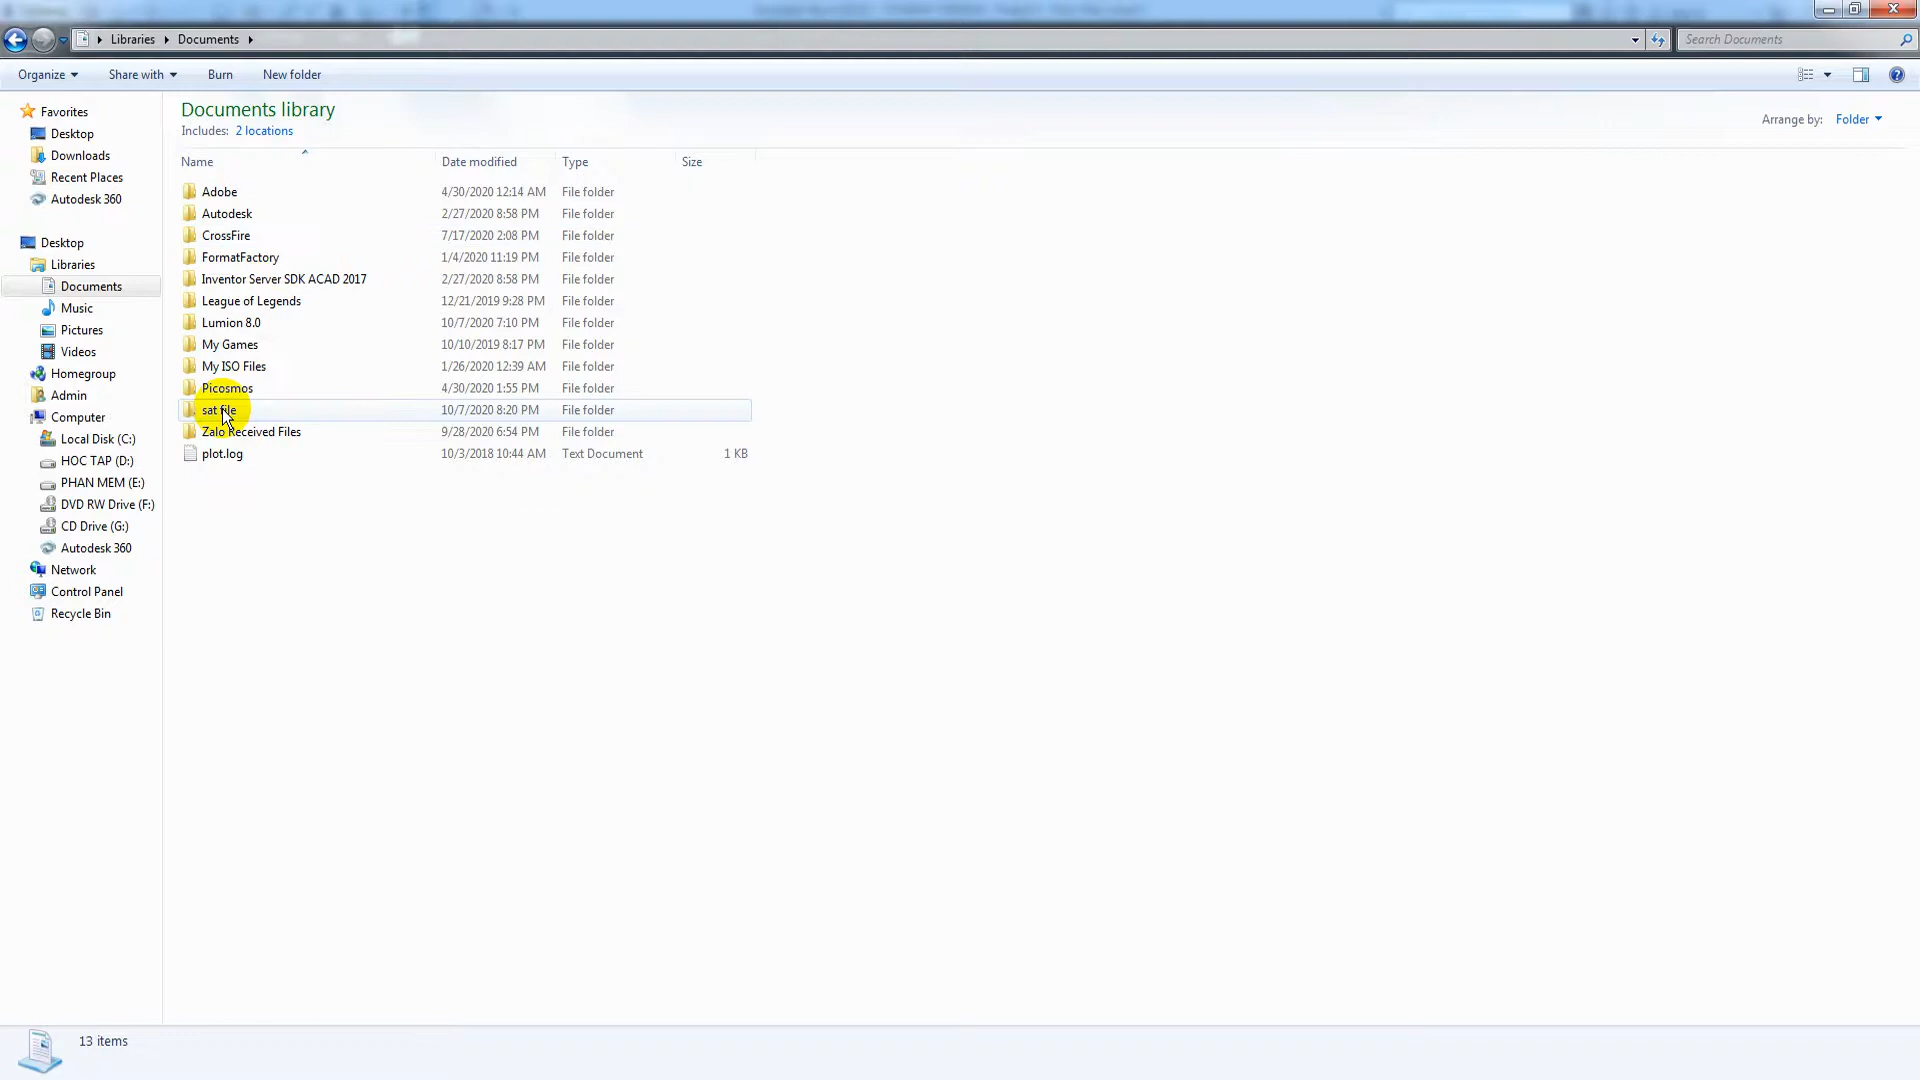 Libraries Documents
Search Documents
Organize Share with Burn New folder
Documents library
Includes: 2 locations
Arrange by: Folder
Name Date modified Type Size
Adobe 4/30/2020 12:14 AM File folder
Autodesk 2/27/2020 8:58 PM File folder
CrossFire 7/17/2020 2:08 PM File folder
FormatFactory 1/4/2020 11:19 PM File folder
Inventor Server SDK ACAD 2017 2/27/2020 8:58 PM File folder
League of Legends 12/21/2019 9:28 PM File folder
Lumion 8.0 10/7/2020 7:10 PM File folder
My Games 10/10/2019 8:17 PM File folder
My ISO Files 1/26/2020 12:39 AM File folder
Picosmos 4/30/2020 1:55 PM File folder
sat file 10/7/2020 8:20 PM File folder
Zalo Received Files 9/28/2020 6:54 PM File folder
plot.log 10/3/2018 10:44 AM Text Document 1 KB
Favorites
Desktop
Downloads
Recent Places
Autodesk 360
Desktop
Libraries
Documents
Music
Pictures
Videos
Homegroup
Admin
Computer
Local Disk (C:)
HOC TAP (D:)
PHAN MEM (E:)
DVD RW Drive (F:)
CD Drive (G:)
Autodesk 360
Network
Control Panel
Recycle Bin
13 items